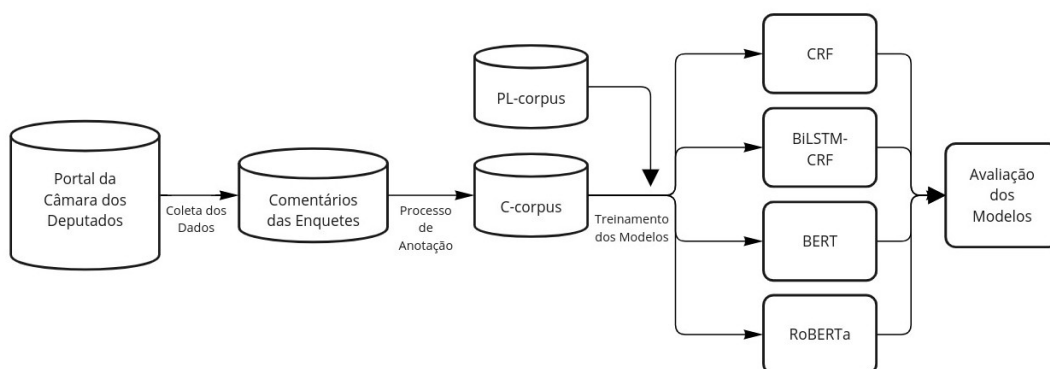 Portal da
Câmara dos
Deputados
Coleta dos
Dados
Comentários
das Enquetes
Processo
de
Anotação
PL-corpus
C-corpus
Treinamento
dos Modelos
CRF
BiLSTM-
CRF
BERT
RoBERTa
Avaliação
dos
Modelos